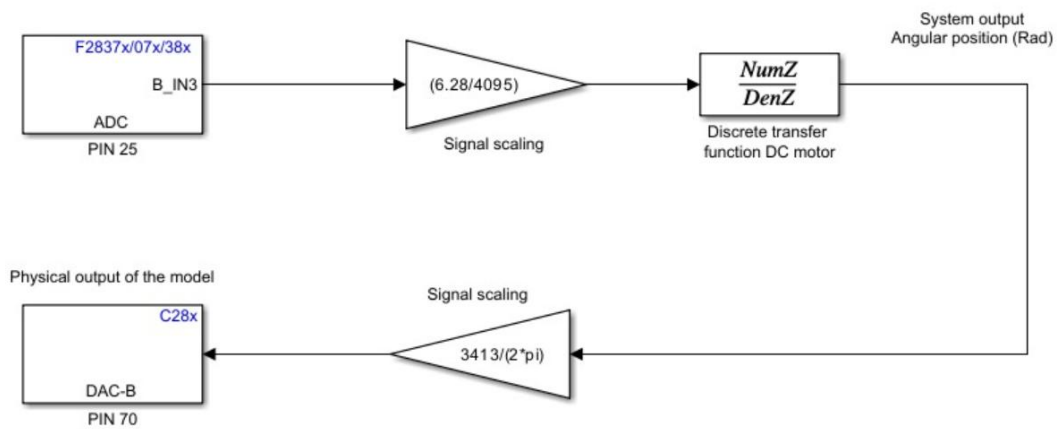 System output
Angular position (Rad)
F2837x/07x/38x
B_IN3
ADC
PIN 25
(6.28/4095)
Signal scaling
NumZ
DenZ
Discrete transfer
function DC motor
Physical output of the model
C28x
DAC-B
PIN 70
Signal scaling
3413/(2*pi)